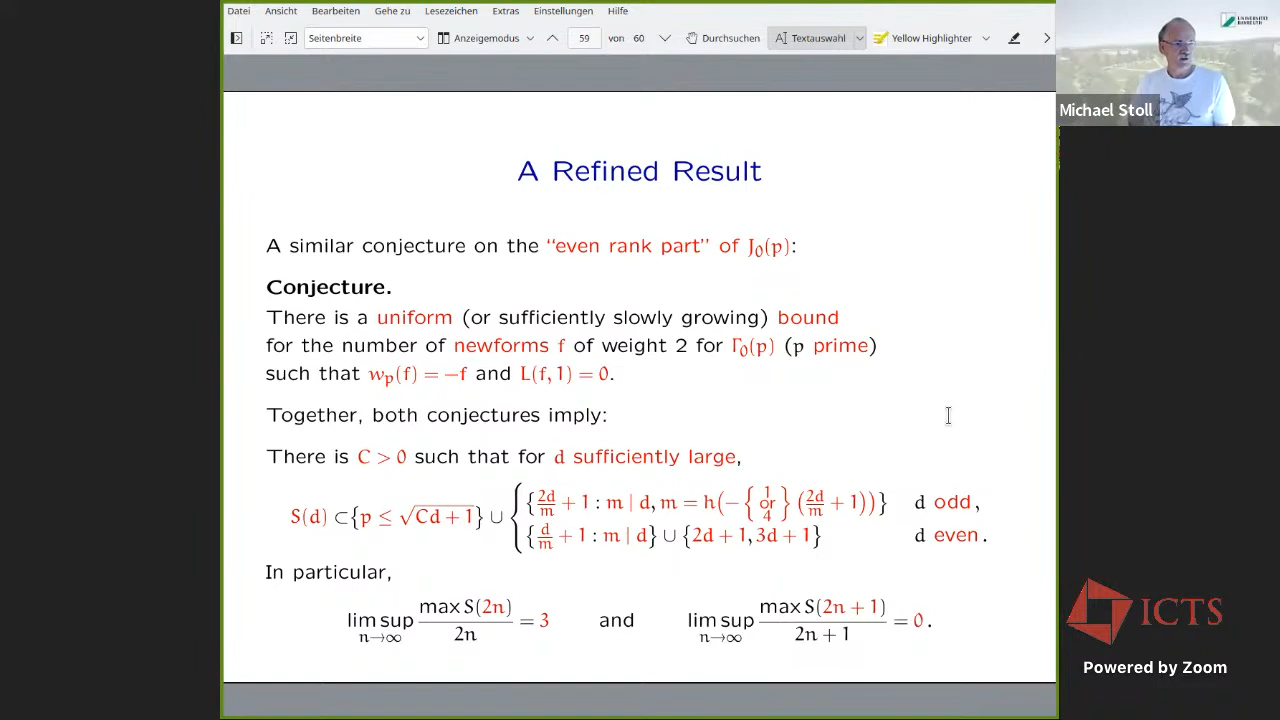 Datei Ansicht Bearbeiten Gehe zu Lesezeichen Extras Einstellungen Hilfe
Seitenbreite Anzeigemodus 59 von 60 Durchsuchen Textauswahl Yellow Highlighter
Michael Stoll
A Refined Result
A similar conjecture on the “even rank part” of J₀(p):
Conjecture.
There is a uniform (or sufficiently slowly growing) bound
for the number of newforms f of weight 2 for Γ₀(p) (p prime)
such that wₚ(f) = −f and L(f, 1) = 0.
Together, both conjectures imply:
There is C > 0 such that for d sufficiently large,
S(d) ⊂ {p ≤ √(Cd + 1)} ∪ { {2d/m + 1 : m | d, m = h(−{1 or 4}(2d/m + 1))} d odd,
{d/m + 1 : m | d} ∪ {2d + 1, 3d + 1} d even.
In particular,
lim sup n→∞ max S(2n) / 2n = 3 and lim sup n→∞ max S(2n + 1) / 2n + 1 = 0.
ICTS
Powered by Zoom